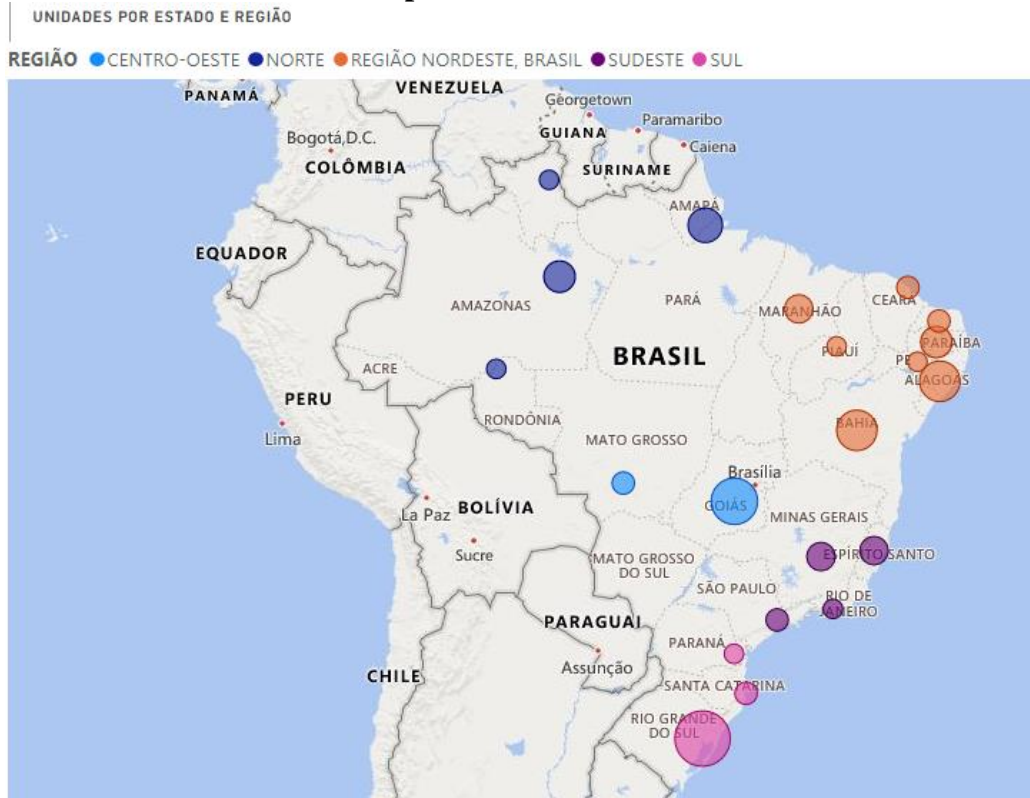 UNIDADES POR ESTADO E REGIÃO
REGIÃO CENTRO-OESTE NORTE REGIÃO NORDESTE, BRASIL SUDESTE SUL
PANAMÁ
VENEZUELA
Georgetown
Paramaribo
Bogotá,D.C.
GUIANA
Caiena
COLÔMBIA
SURINAME
AMAPÁ
EQUADOR
AMAZONAS
PARÁ
MARANHÃO
CEARÁ
PARAÍBA
BRASIL
PIAUÍ
PE
ACRE
ALAGOAS
PERU
RONDÔNIA
BAHIA
Lima
MATO GROSSO
Brasília
La Paz
BOLÍVIA
GOIÁS
MINAS GERAIS
Sucre
ESPÍRITO SANTO
MATO GROSSO
DO SUL
SÃO PAULO
RIO DE
JANEIRO
PARAGUAI
PARANÁ
Assunção
CHILE
SANTA CATARINA
RIO GRANDE
DO SUL